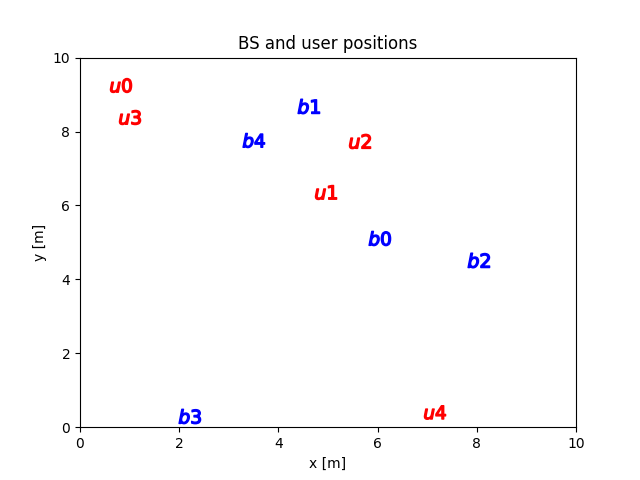 BS and user positions
10
u0
b1
u3
8
b4
u2
u1
6
b0
b2
4
y [m]
2
b3
u4
0
0 2 4 6 8 10
x [m]